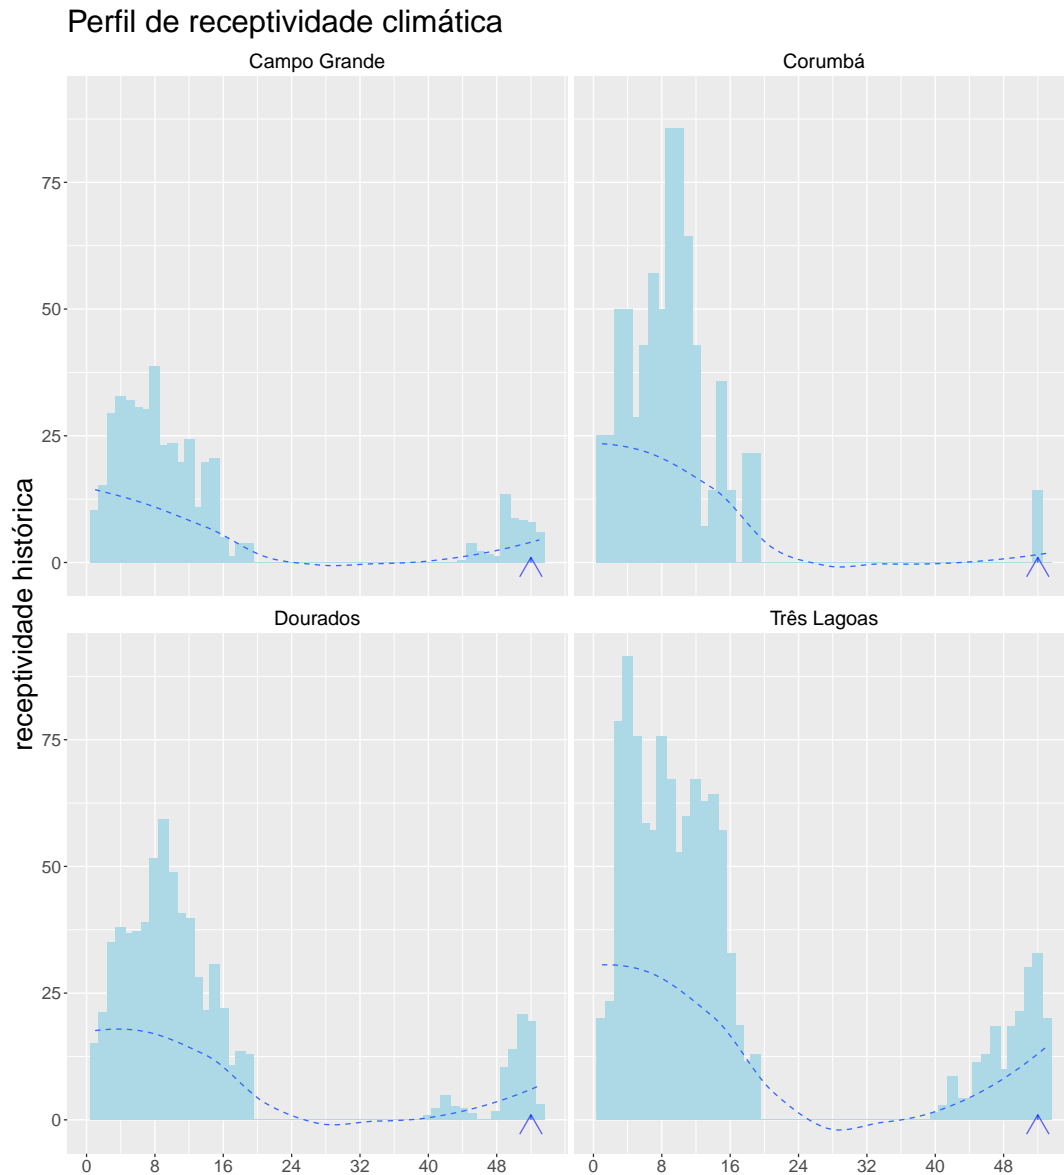 Perfil de receptividade climática
Campo Grande
Corumbá
75
50
25
0
Dourados
Três Lagoas
75
50
25
0
receptividade histórica
0 8 16 24 32 40 48
0 8 16 24 32 40 48